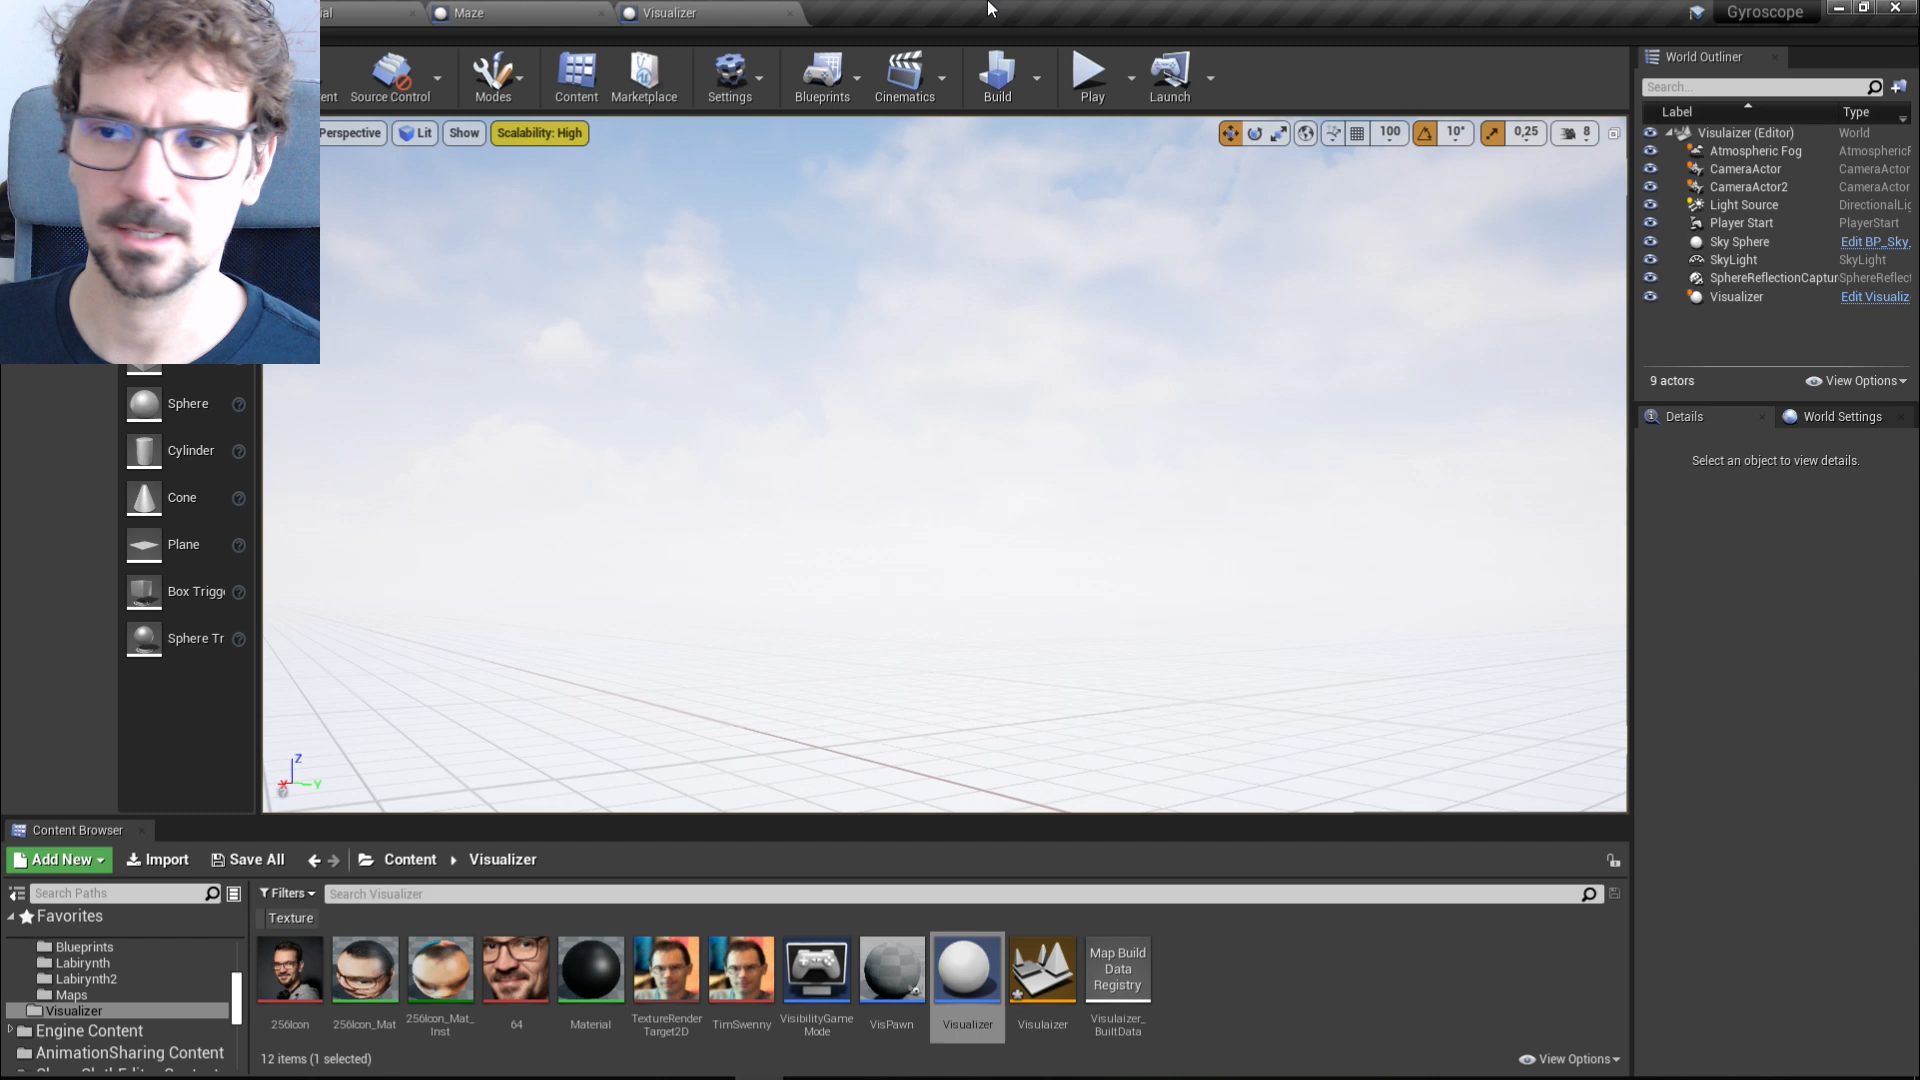 ial
Maze
Visualizer
Gyroscope
ent
Source Control
Modes
Content
Marketplace
Settings
Blueprints
Cinematics
Build
Play
Launch
World Outliner
Search...
Label
Type
Perspective
Lit
Show
Scalability: High
100
10°
0,25
8
Visulaizer (Editor)
World
Atmospheric Fog
AtmosphericF
CameraActor
CameraActor
CameraActor2
CameraActor
Light Source
DirectionalLig
Player Start
PlayerStart
Sky Sphere
Edit BP_Sky_
SkyLight
SkyLight
SphereReflectionCaptur
SphereReflect
Visualizer
Edit Visualiz
9 actors
View Options
Details
World Settings
Select an object to view details.
Sphere
Cylinder
Cone
Plane
Box Trigg
Sphere Tr
Z
X
Y
Content Browser
Add New
Import
Save All
Content
Visualizer
Search Paths
Filters
Search Visualizer
Favorites
Texture
Blueprints
Labirynth
Labirynth2
Maps
Visualizer
Engine Content
AnimationSharing Content
Map Build
Data
Registry
256Icon
256Icon_Mat
256Icon_Mat_
Inst
64
Material
TextureRender
Target2D
TimSwenny
VisibilityGame
Mode
VisPawn
Visualizer
Visulaizer
Visulaizer_
BuiltData
12 items (1 selected)
View Options